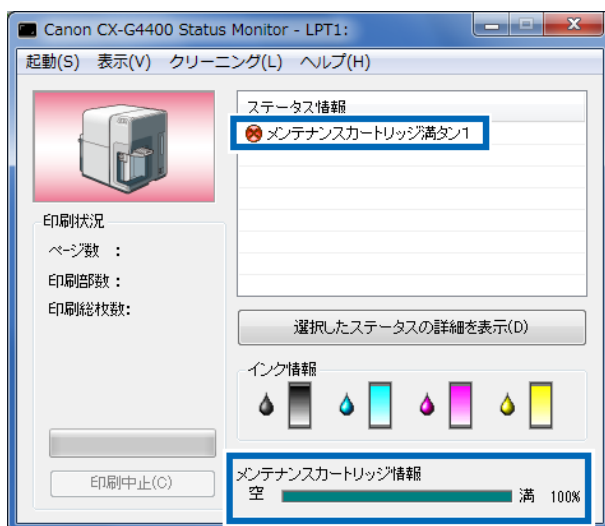 Canon CX-G4400 Status Monitor - LPT1:
起動(S) 表示(V) クリーニング(L) ヘルプ(H)
ステータス情報
メンテナンスカートリッジ満タン1
印刷状況
ページ数 :
印刷部数 :
印刷総枚数:
選択したステータスの詳細を表示(D)
インク情報
印刷中止(C)
メンテナンスカートリッジ情報
空 満 100%